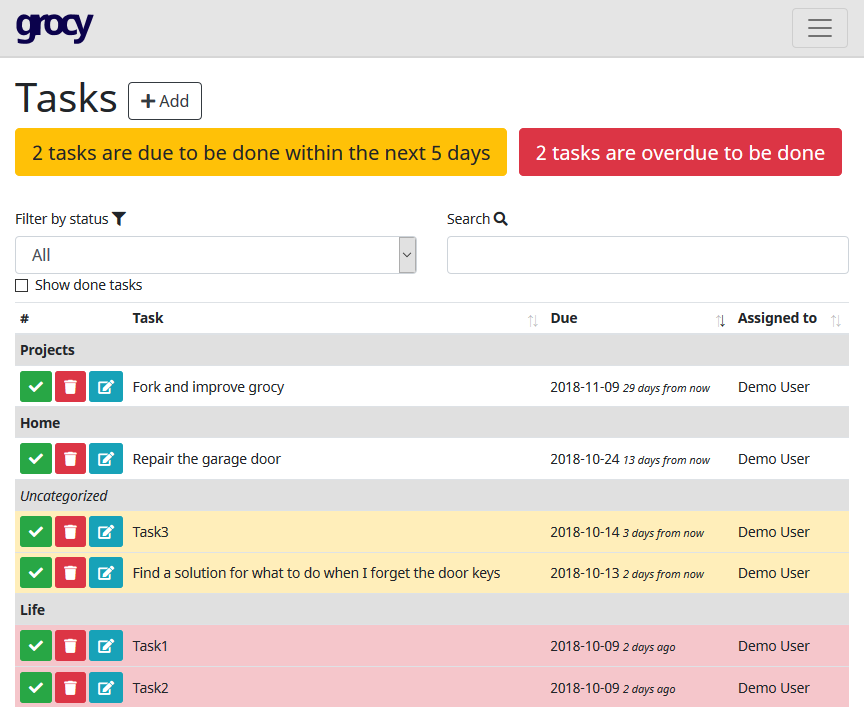 grocy
Tasks Add
2 tasks are due to be done within the next 5 days 2 tasks are overdue to be done
Filter by status Search
All
Show done tasks
# Task Due Assigned to
Projects
Fork and improve grocy 2018-11-09 29 days from now Demo User
Home
Repair the garage door 2018-10-24 13 days from now Demo User
Uncategorized
Task3 2018-10-14 3 days from now Demo User
Find a solution for what to do when I forget the door keys 2018-10-13 2 days from now Demo User
Life
Task1 2018-10-09 2 days ago Demo User
Task2 2018-10-09 2 days ago Demo User